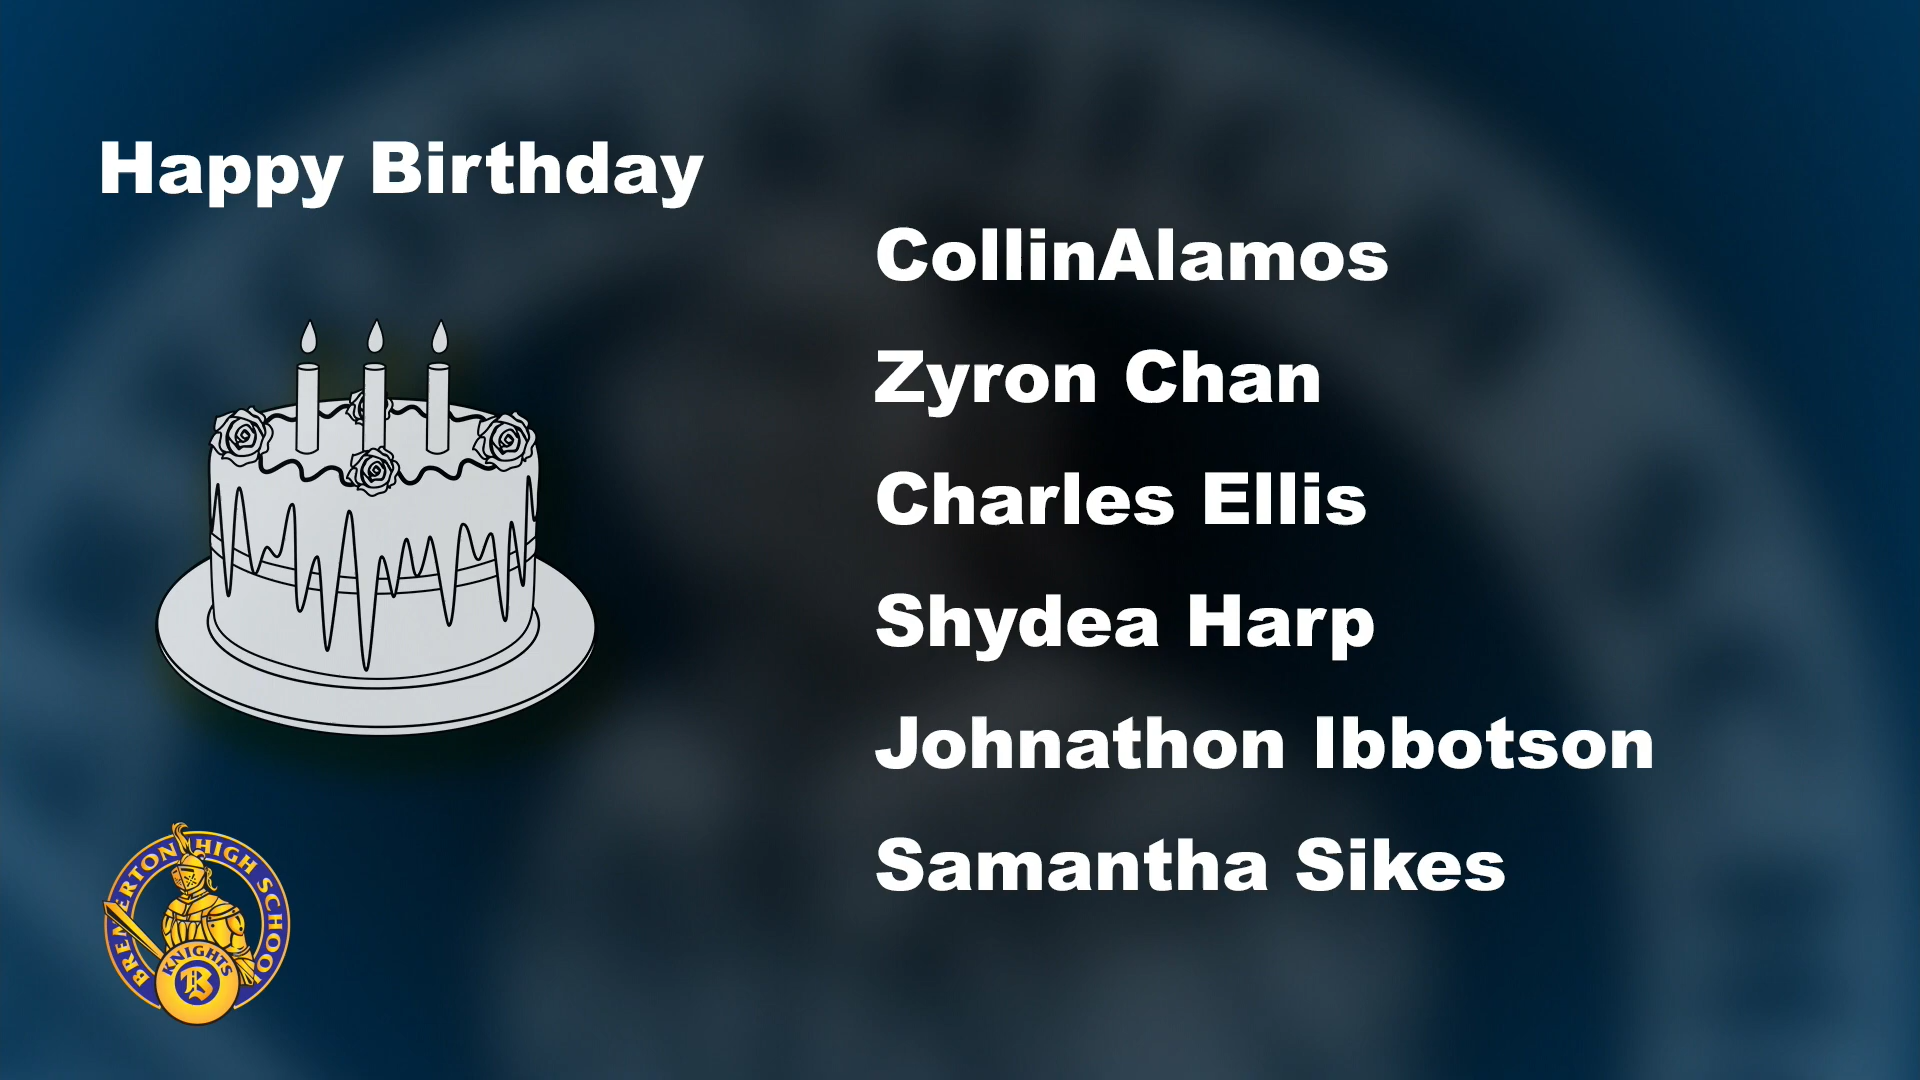 Happy Birthday
CollinAlamos
Zyron Chan
Charles Ellis
Shydea Harp
Johnathon Ibbotson
Samantha Sikes
BREMERTON HIGH SCHOOL
KNIGHTS
B